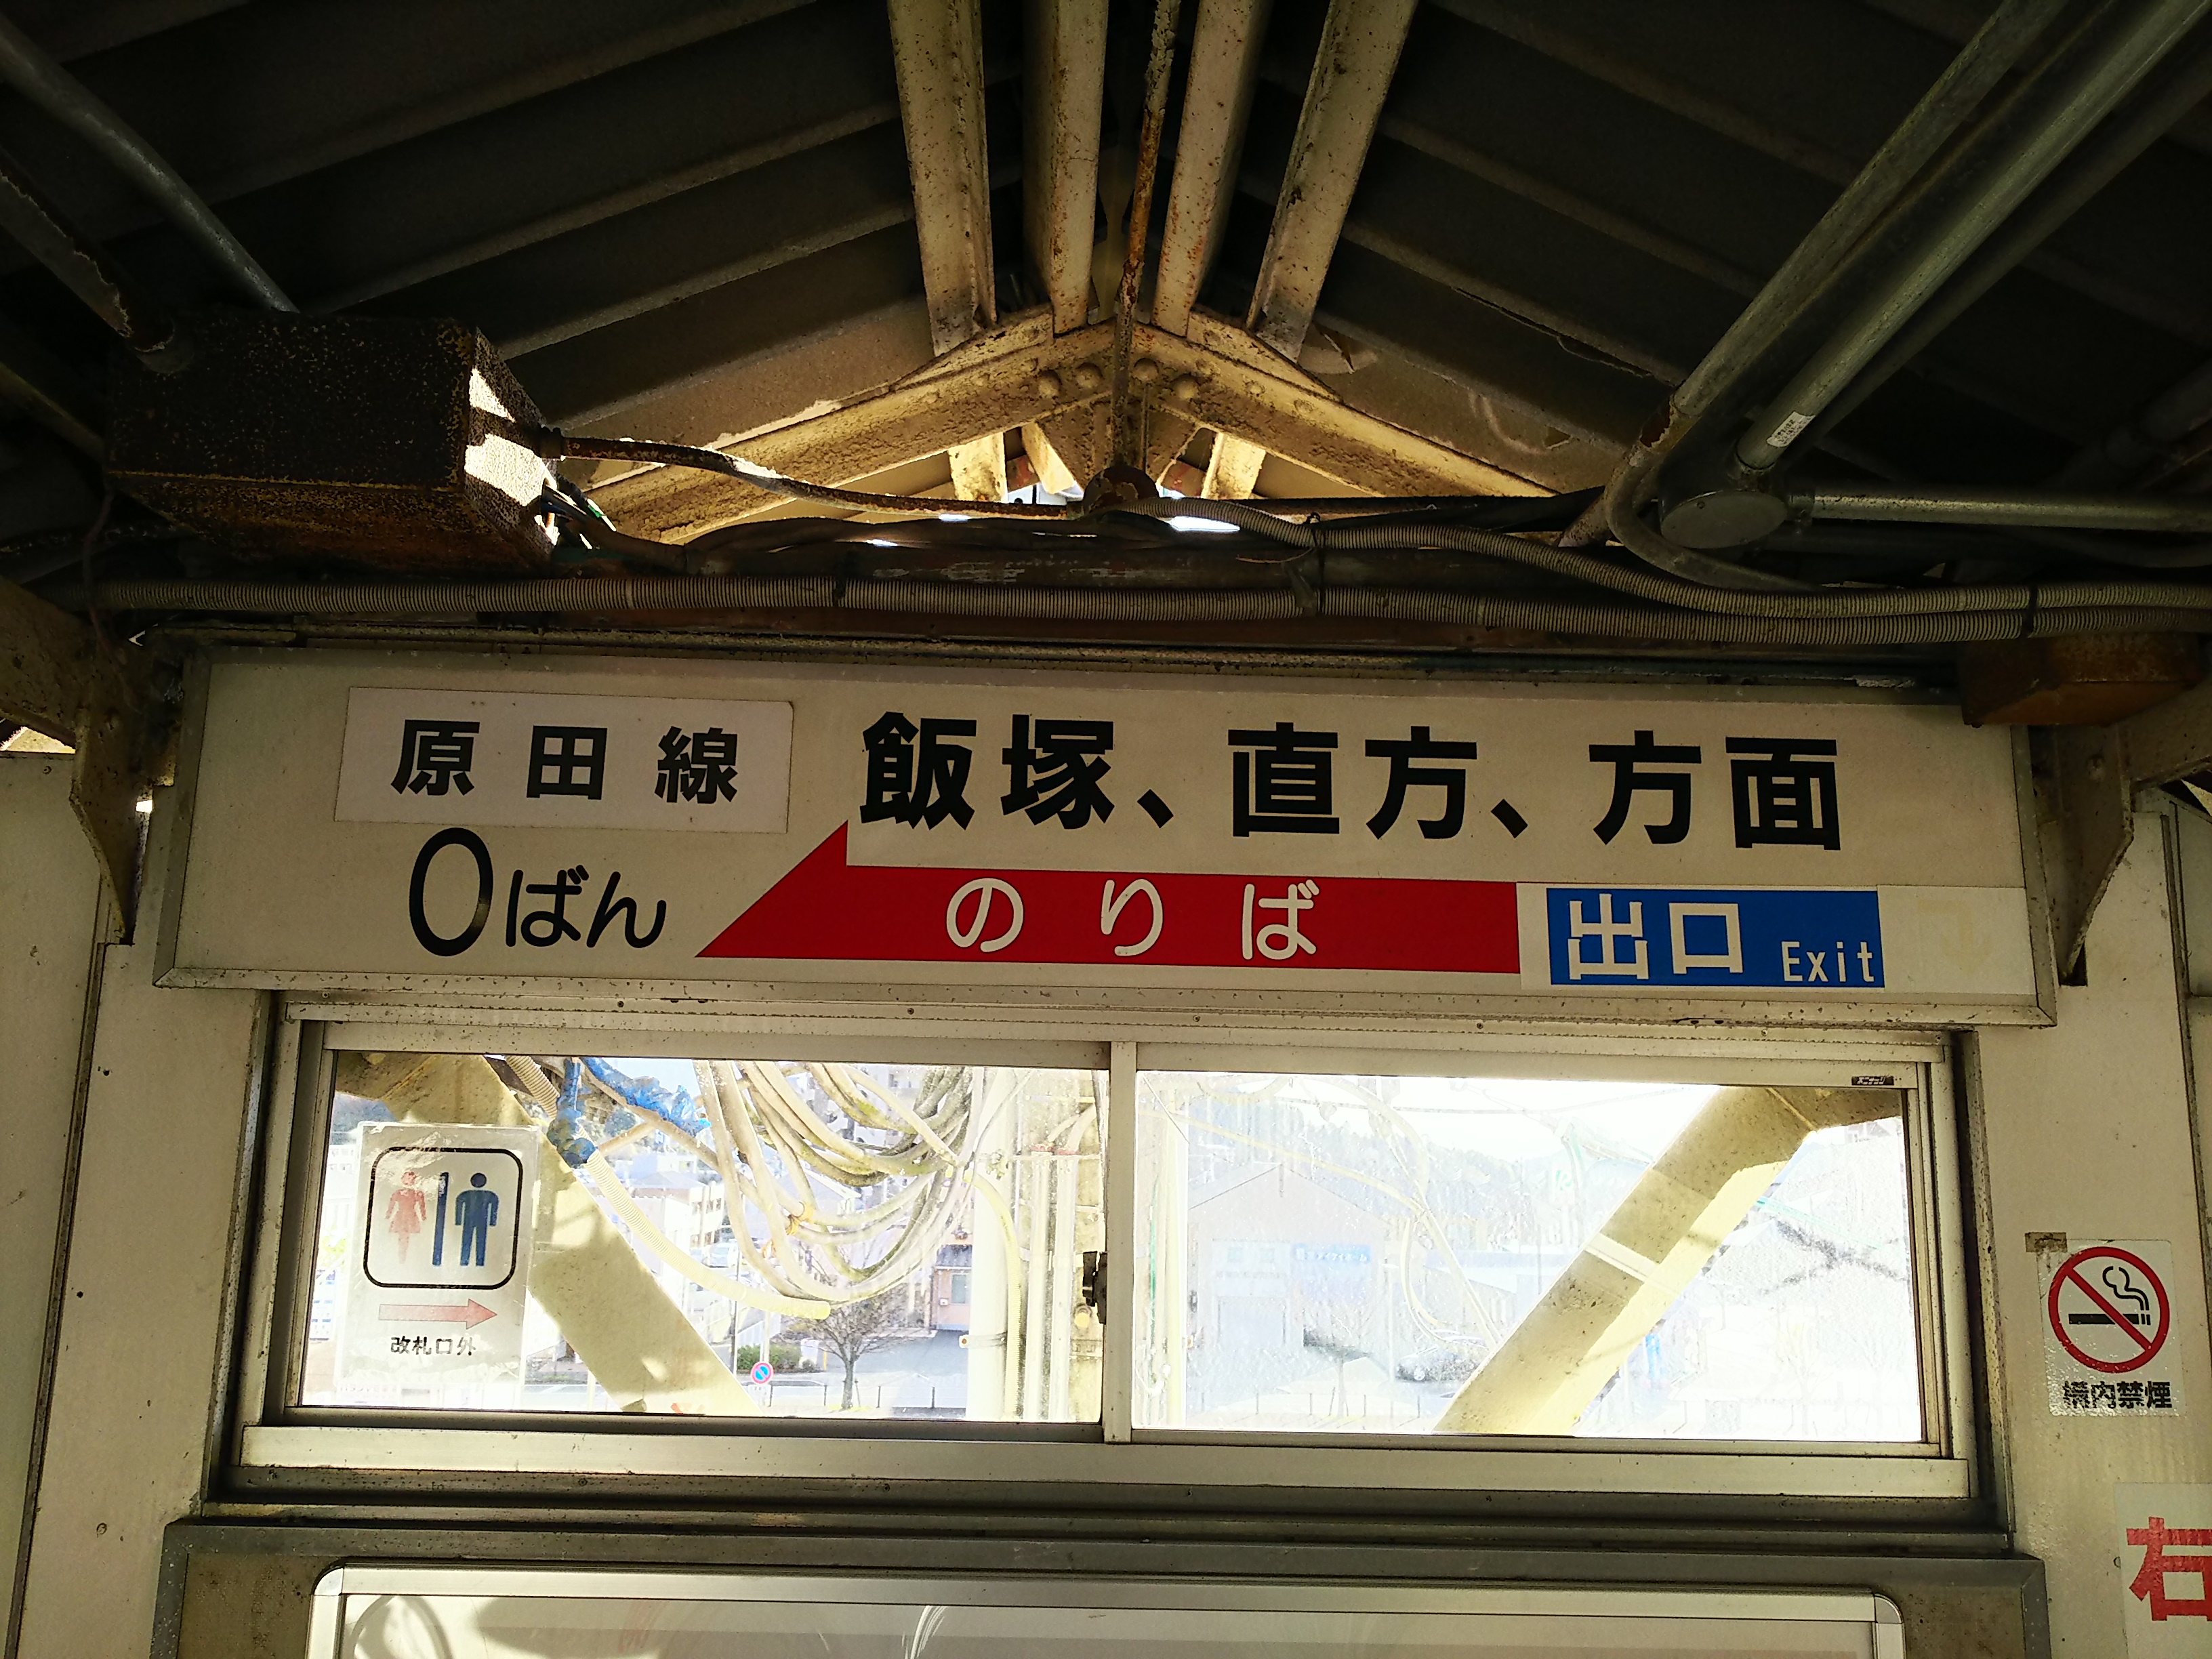 原田線 飯塚、直方、方面
0ばん のりば 出口 Exit
改札口外
構内禁煙
右